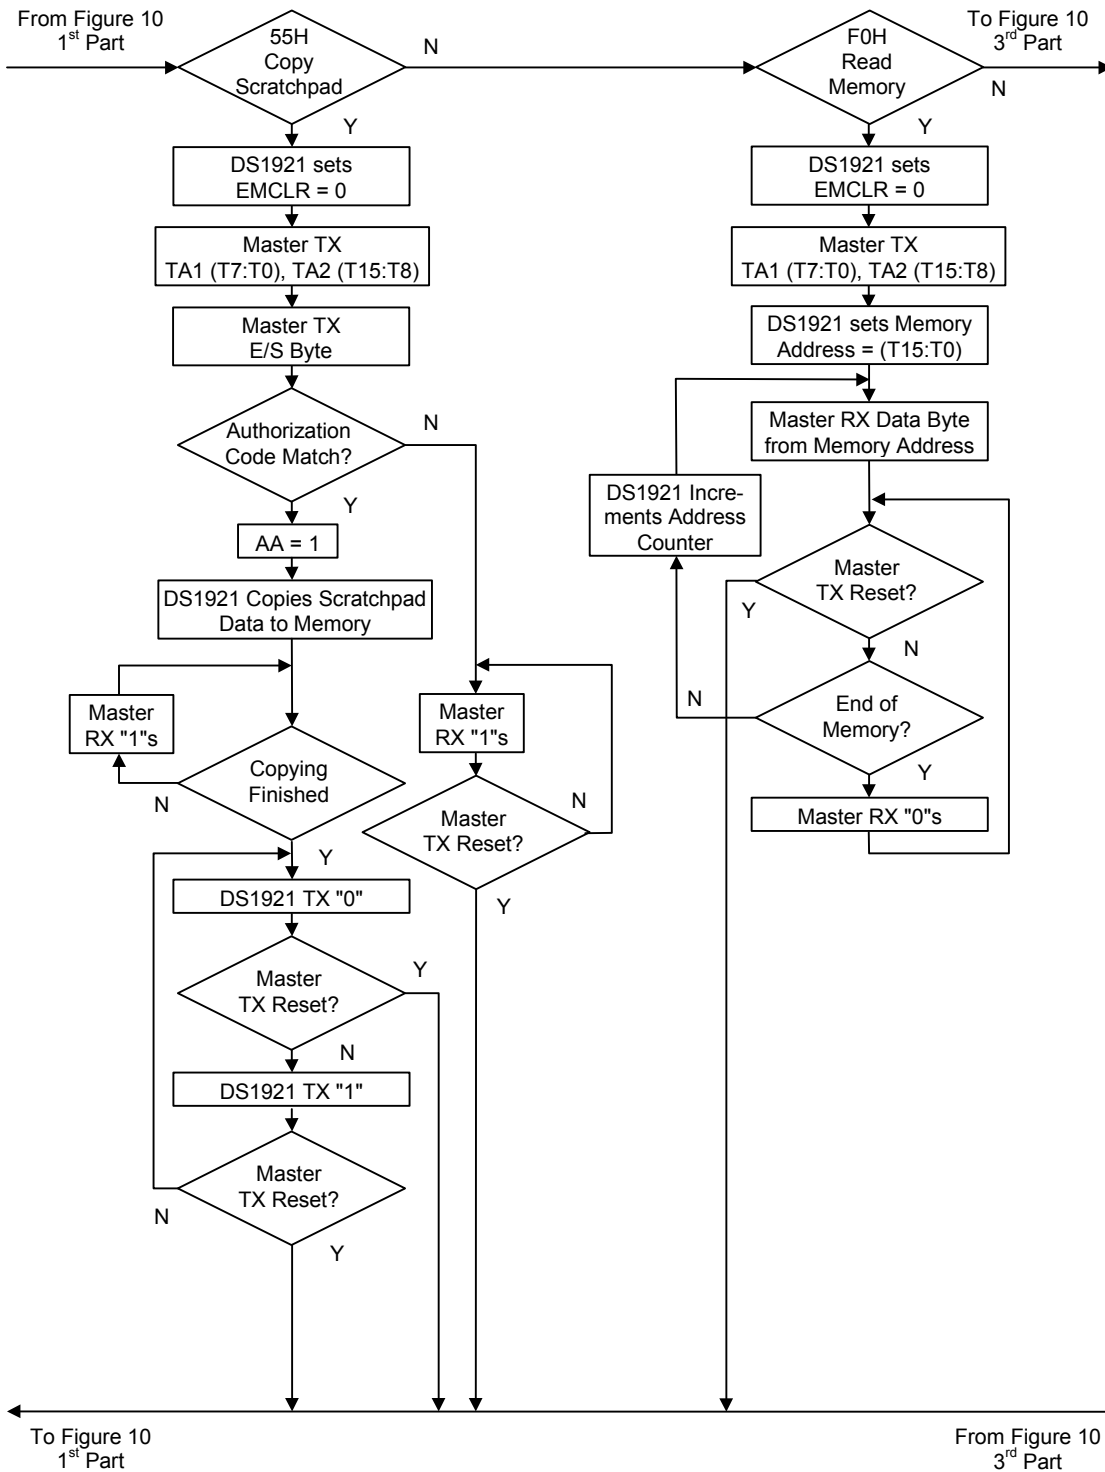 From Figure 10
1st Part
55H
Copy
Scratchpad
N
Y
DS1921 sets
EMCLR = 0
Master TX
TA1 (T7:T0), TA2 (T15:T8)
Master TX
E/S Byte
Authorization
Code Match?
N
Y
AA = 1
DS1921 Copies Scratchpad
Data to Memory
Master
RX "1"s
Copying
Finished
N
Y
Master
RX "1"s
Master
TX Reset?
N
Y
DS1921 TX "0"
Master
TX Reset?
Y
N
DS1921 TX "1"
Master
TX Reset?
N
Y
F0H
Read
Memory
To Figure 10
3rd Part
N
Y
DS1921 sets
EMCLR = 0
Master TX
TA1 (T7:T0), TA2 (T15:T8)
DS1921 sets Memory
Address = (T15:T0)
Master RX Data Byte
from Memory Address
DS1921 Incre-
ments Address
Counter
Master
TX Reset?
Y
N
End of
Memory?
N
Y
Master RX "0"s
To Figure 10
1st Part
From Figure 10
3rd Part